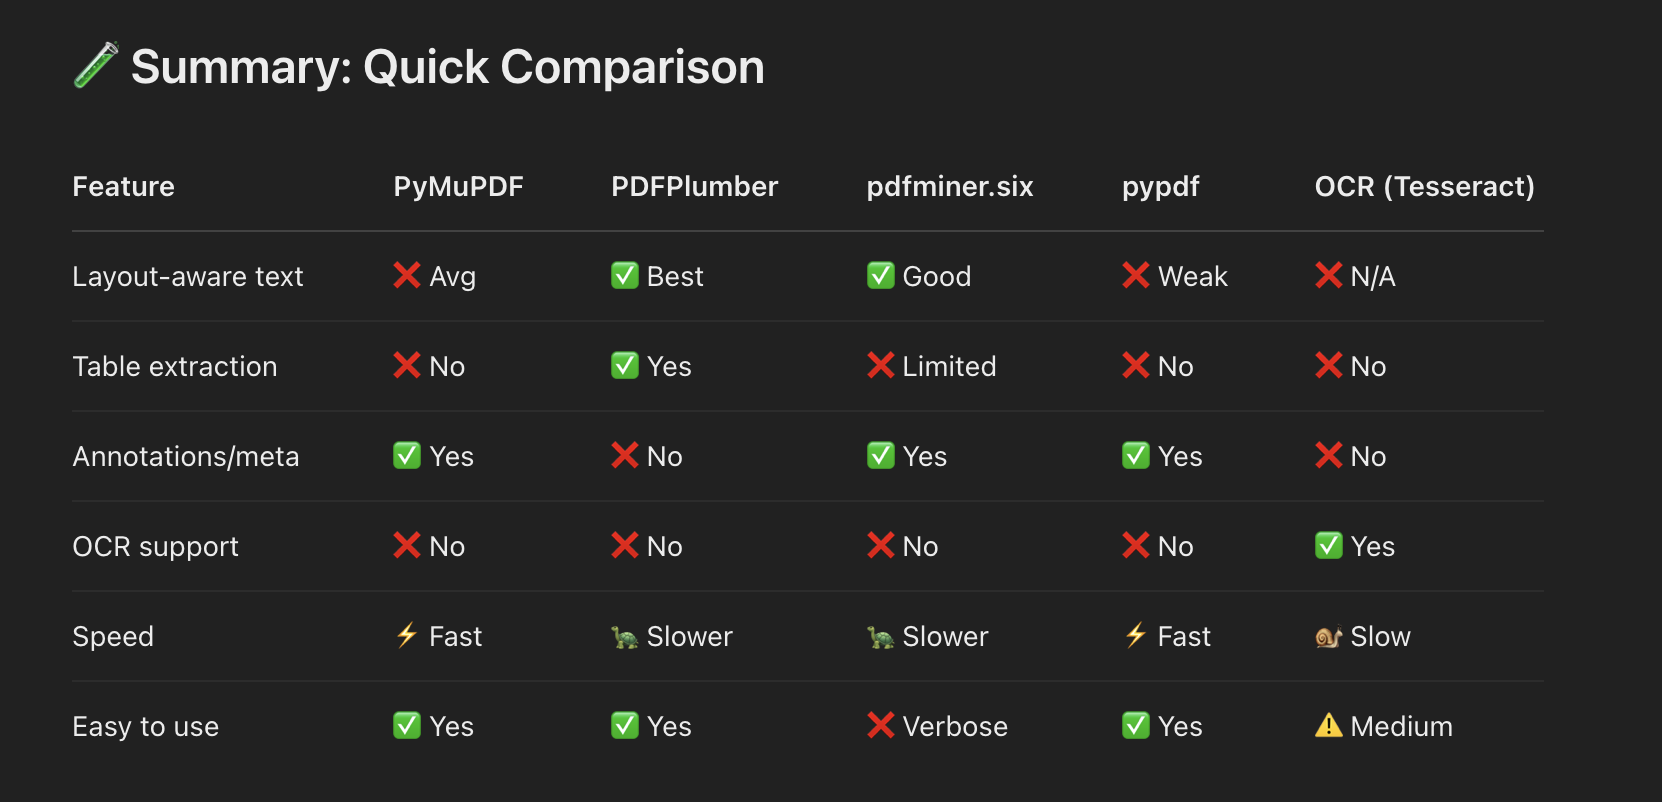 🧪 Summary: Quick Comparison
Feature PyMuPDF PDFPlumber pdfminer.six pypdf OCR (Tesseract)
Layout-aware text ❌ Avg ✅ Best ✅ Good ❌ Weak ❌ N/A
Table extraction ❌ No ✅ Yes ❌ Limited ❌ No ❌ No
Annotations/meta ✅ Yes ❌ No ✅ Yes ✅ Yes ❌ No
OCR support ❌ No ❌ No ❌ No ❌ No ✅ Yes
Speed ⚡ Fast 🐢 Slower 🐢 Slower ⚡ Fast 🐌 Slow
Easy to use ✅ Yes ✅ Yes ❌ Verbose ✅ Yes ⚠️ Medium